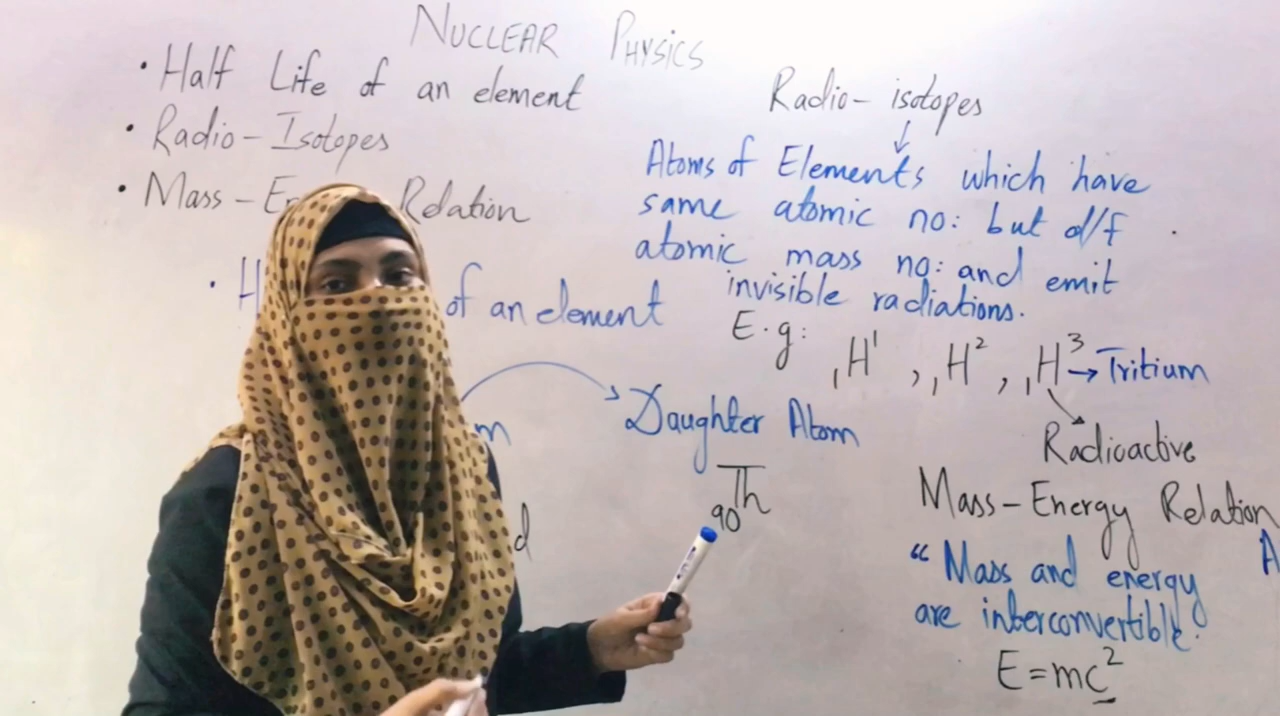 NUCLEAR PHYSICS
• Half Life of an element
• Radio-Isotopes
• Mass-En Relation
• H of an element
m
Daughter Atom
90Th
d
Radio-isotopes
↓
Atoms of Elements which have
same atomic no: but d/f
atomic mass no: and emit
invisible radiations.
E.g:
₁H¹, ₁H², ₁H³ → Tritium
Radioactive
Mass-Energy Relation
"Mass and energy A
are interconvertible.
E=mc²